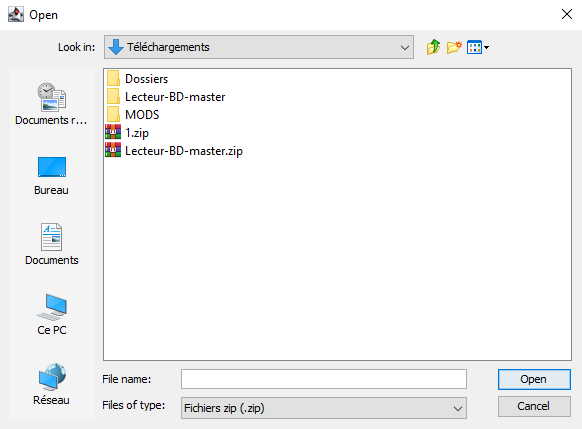 Open
Look in:
Téléchargements
Dossiers
Lecteur-BD-master
MODS
1.zip
Lecteur-BD-master.zip
Documents r...
Bureau
Documents
Ce PC
Réseau
File name:
Open
Files of type:
Fichiers zip (.zip)
Cancel